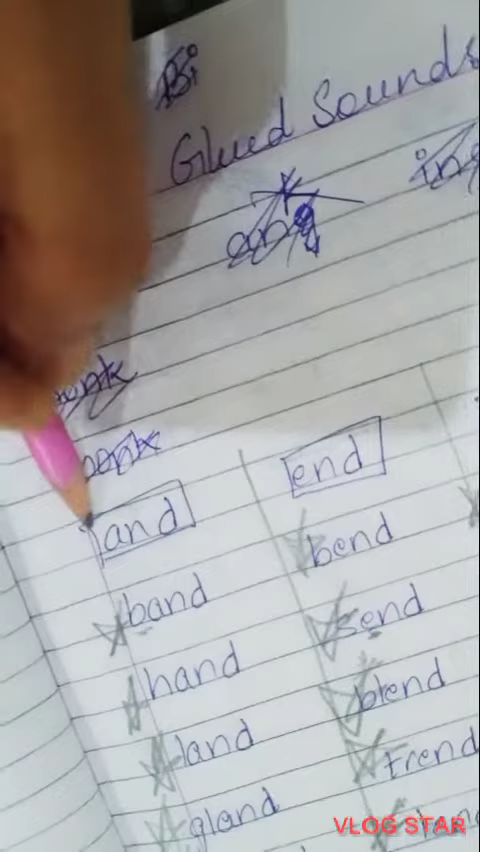 Glued Sounds
and end
band bend
hand send
land blend
gland trend
VLOG STAR